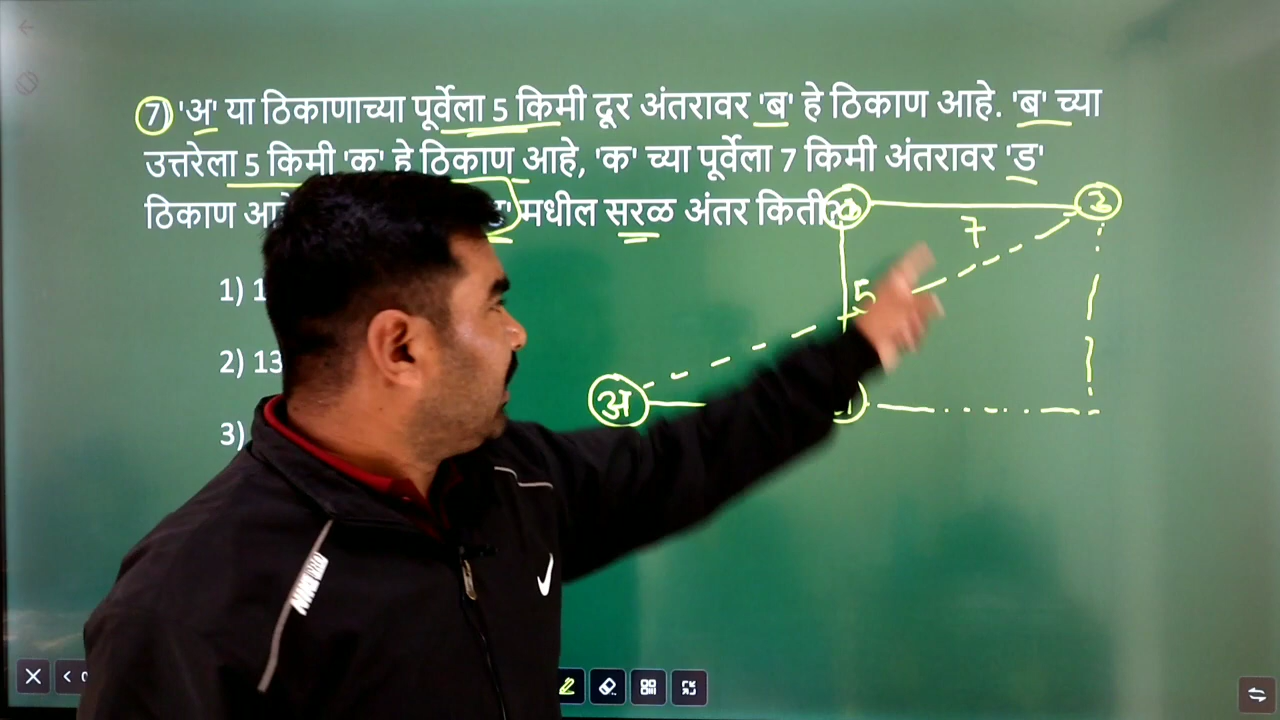 7) 'अ' या ठिकाणाच्या पूर्वेला 5 किमी दूर अंतरावर 'ब' हे ठिकाण आहे. 'ब' च्या
उत्तरेला 5 किमी 'क' हे ठिकाण आहे, 'क' च्या पूर्वेला 7 किमी अंतरावर 'ड'
ठिकाण मधील सरळ अंतर किती
7
1)
5
2) 13
अ
3)